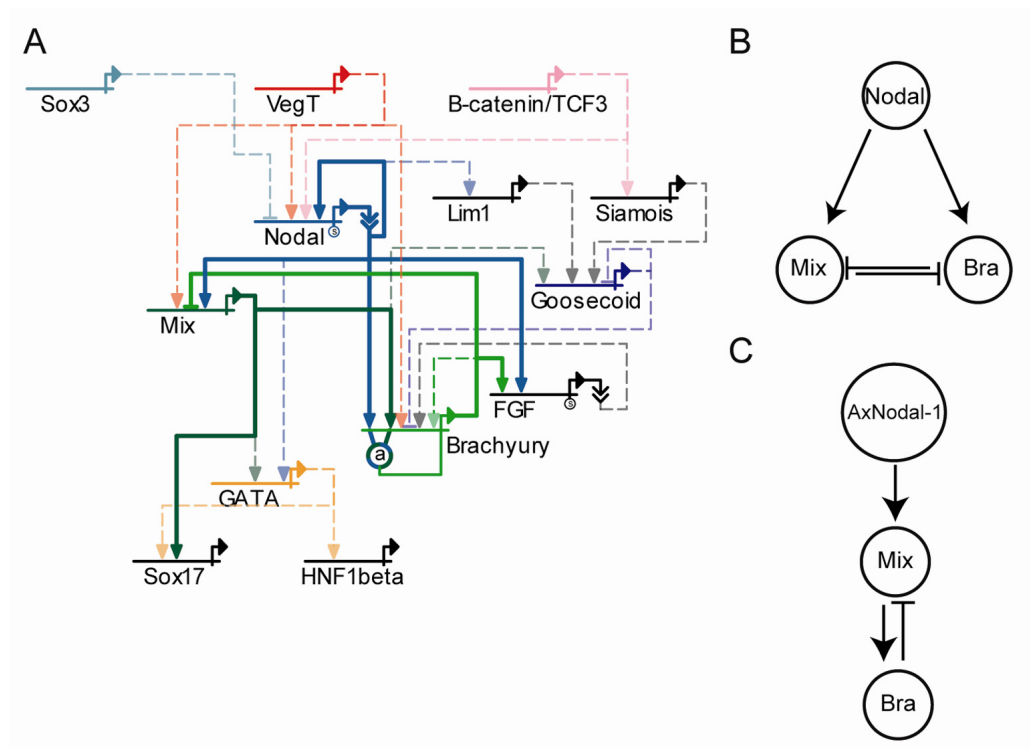 A
B
C
Sox3
VegT
B-catenin/TCF3
Lim1
Siamois
Nodal
s
Goosecoid
Mix
FGF
s
Brachyury
a
GATA
Sox17
HNF1beta
Nodal
Mix
Bra
AxNodal-1
Mix
Bra